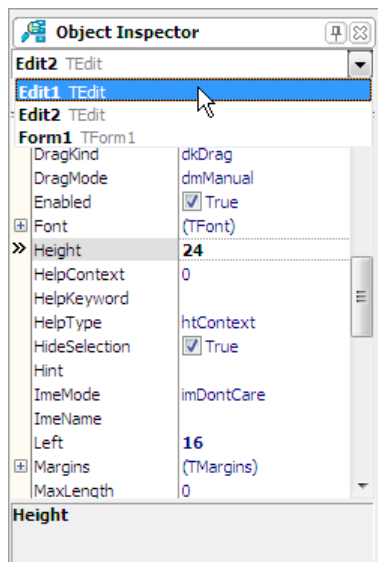 Object Inspector
Edit2 TEdit
Edit1 TEdit
Edit2 TEdit
Form1 TForm1
DragKind dkDrag
DragMode dmManual
Enabled True
Font (TFont)
Height 24
HelpContext 0
HelpKeyword
HelpType htContext
HideSelection True
Hint
ImeMode imDontCare
ImeName
Left 16
Margins (TMargins)
MaxLength 0
Height